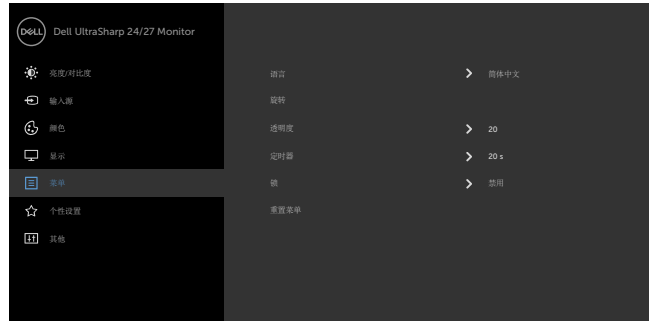 DELL Dell UltraSharp 24/27 Monitor
亮度/对比度
语言 简体中文
输入源
旋转
颜色
透明度 20
显示
定时器 20 s
菜单
锁 禁用
个性设置
重置菜单
其他